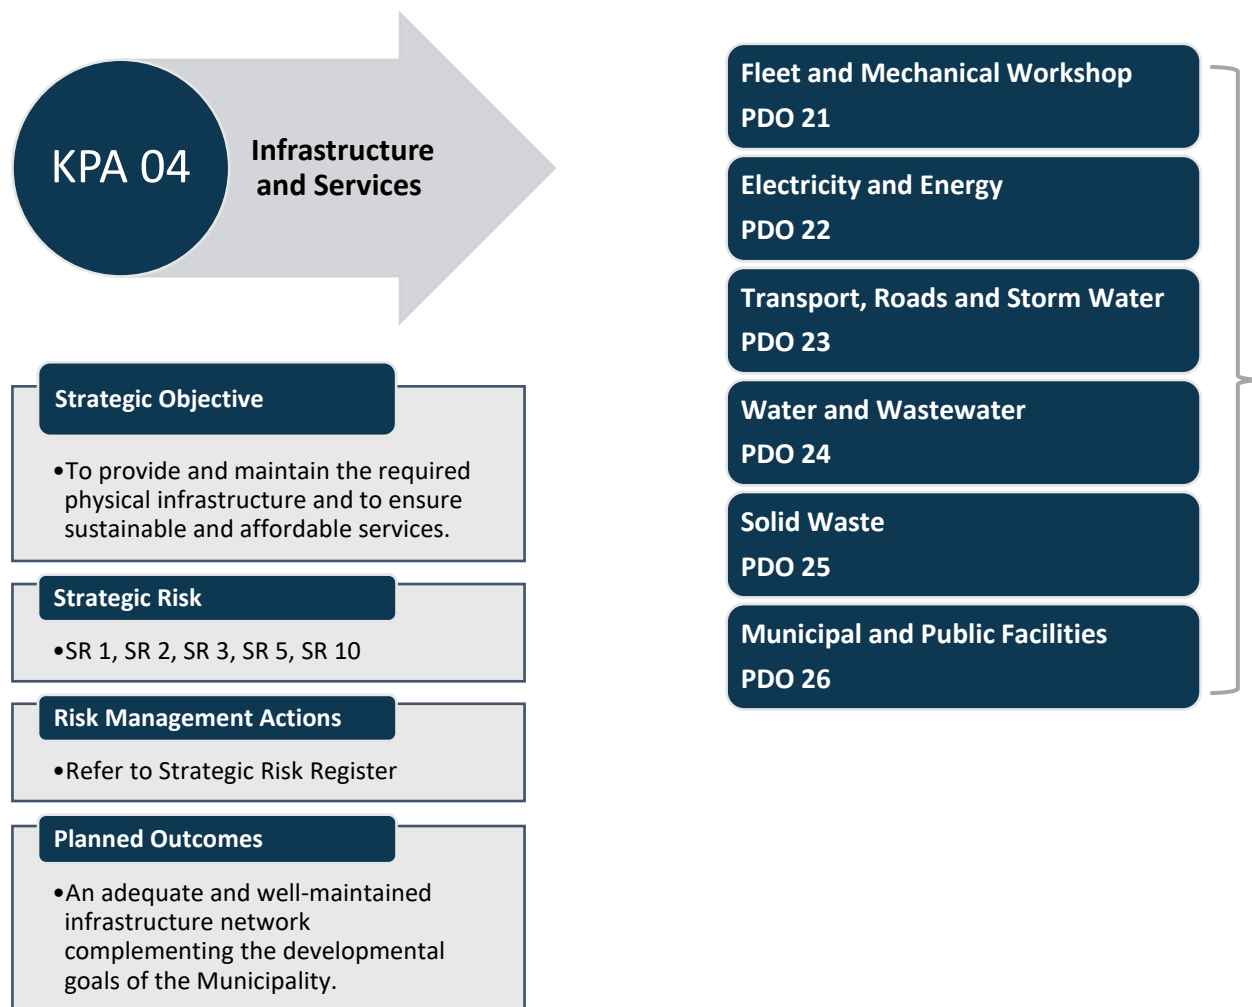 KPA 04
Infrastructure
and Services
Strategic Objective
•To provide and maintain the required
physical infrastructure and to ensure
sustainable and affordable services.
Strategic Risk
•SR 1, SR 2, SR 3, SR 5, SR 10
Risk Management Actions
•Refer to Strategic Risk Register
Planned Outcomes
•An adequate and well-maintained
infrastructure network
complementing the developmental
goals of the Municipality.
Fleet and Mechanical Workshop
PDO 21
Electricity and Energy
PDO 22
Transport, Roads and Storm Water
PDO 23
Water and Wastewater
PDO 24
Solid Waste
PDO 25
Municipal and Public Facilities
PDO 26